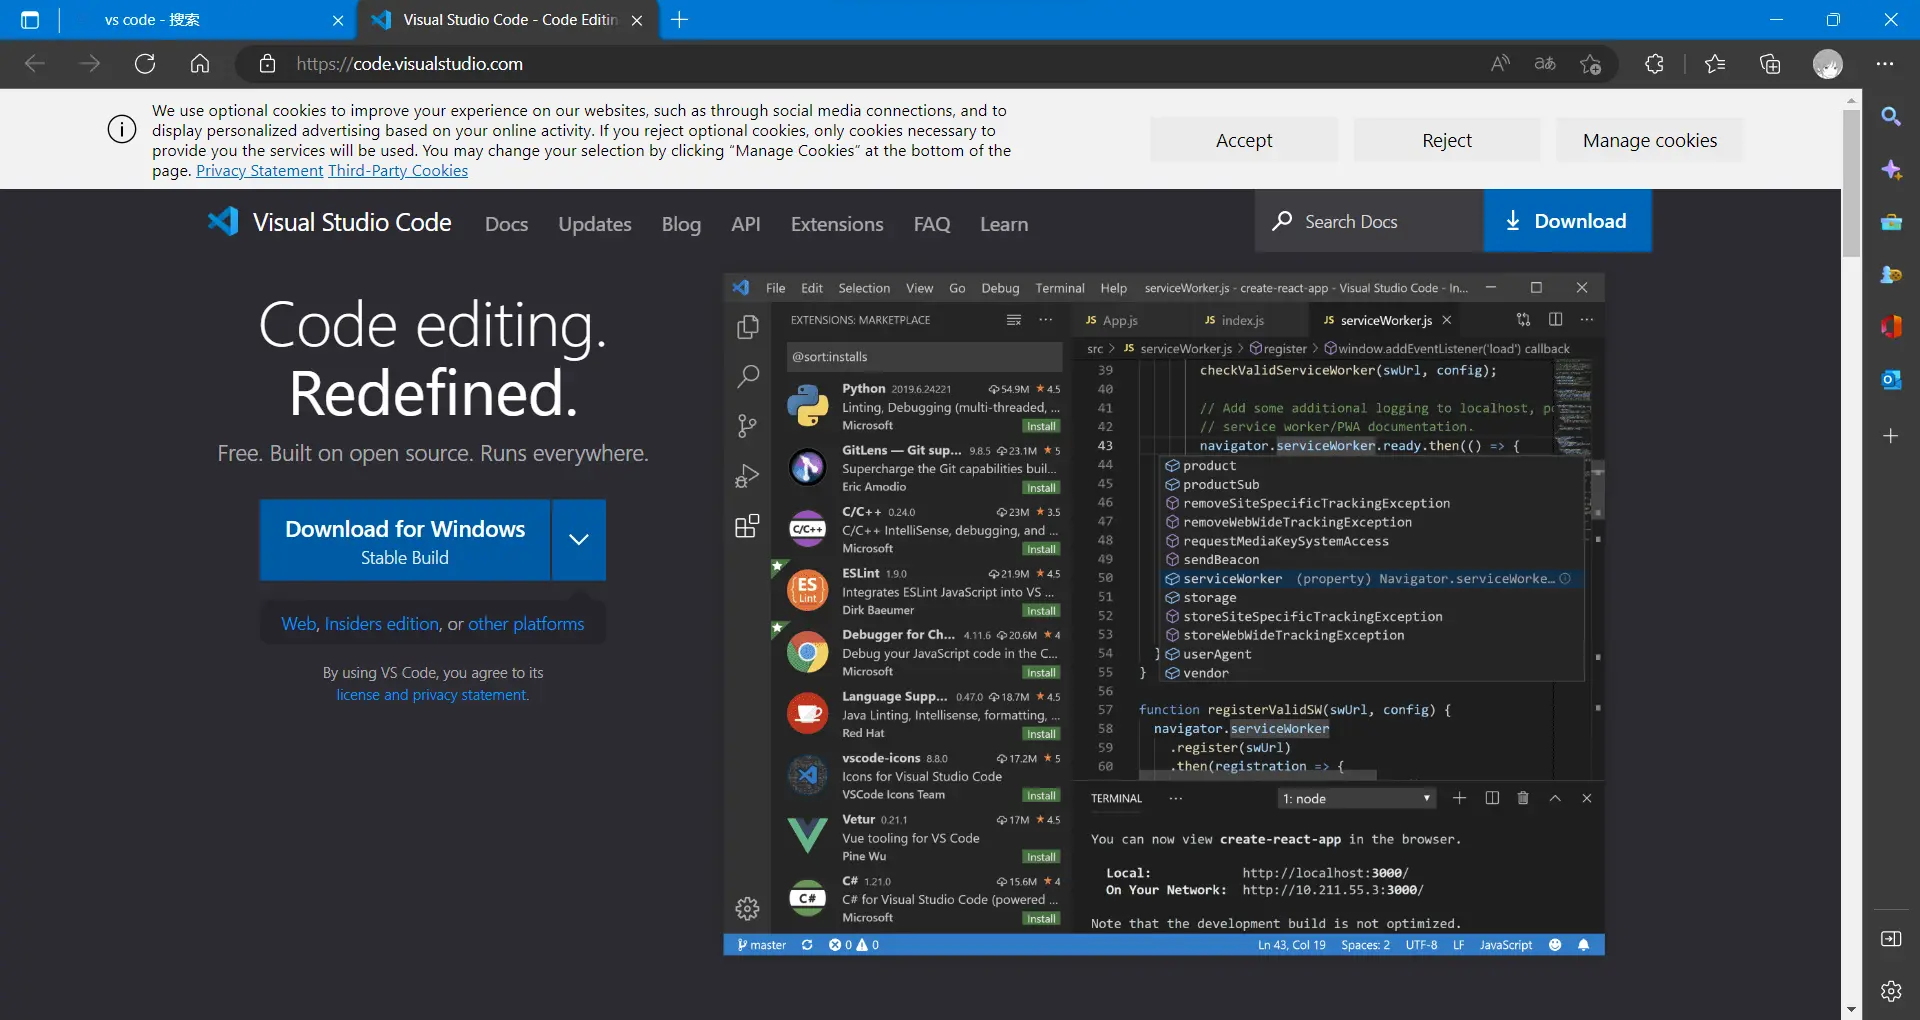 vs code - 搜索
Visual Studio Code - Code Editin
https://code.visualstudio.com
We use optional cookies to improve your experience on our websites, such as through social media connections, and to
display personalized advertising based on your online activity. If you reject optional cookies, only cookies necessary to
provide you the services will be used. You may change your selection by clicking “Manage Cookies” at the bottom of the
page. Privacy Statement Third-Party Cookies
Accept
Reject
Manage cookies
Visual Studio Code
Docs
Updates
Blog
API
Extensions
FAQ
Learn
Search Docs
Download
Code editing.
Redefined.
Free. Built on open source. Runs everywhere.
Download for Windows
Stable Build
Web, Insiders edition, or other platforms
By using VS Code, you agree to its
license and privacy statement.
File Edit Selection View Go Debug Terminal Help serviceWorker.js - create-react-app - Visual Studio Code - In...
EXTENSIONS: MARKETPLACE
@sort:installs
Python 2019.6.24221 54.9M ★ 4.5
Linting, Debugging (multi-threaded, ...
Microsoft Install
GitLens — Git sup... 9.8.5 23.1M ★ 5
Supercharge the Git capabilities buil...
Eric Amodio Install
C/C++
C/C++ 0.24.0 23M ★ 3.5
C/C++ IntelliSense, debugging, and ...
Microsoft Install
ES
Lint
ESLint 1.9.0 21.9M ★ 4.5
Integrates ESLint JavaScript into VS ...
Dirk Baeumer Install
Debugger for Ch... 4.11.6 20.6M ★ 4
Debug your JavaScript code in the C...
Microsoft Install
Language Supp... 0.47.0 18.7M ★ 4.5
Java Linting, Intellisense, formatting, ...
Red Hat Install
vscode-icons 8.8.0 17.2M ★ 5
Icons for Visual Studio Code
VSCode Icons Team Install
Vetur 0.21.1 17M ★ 4.5
Vue tooling for VS Code
Pine Wu Install
C#
C# 1.21.0 15.6M ★ 4
C# for Visual Studio Code (powered ...
Microsoft Install
JS App.js JS index.js JS serviceWorker.js
src > JS serviceWorker.js > register > window.addEventListener('load') callback
39 checkValidServiceWorker(swUrl, config);
40
41 // Add some additional logging to localhost, po
42 // service worker/PWA documentation.
43 navigator.serviceWorker.ready.then(() => {
44 product
45 productSub
46 removeSiteSpecificTrackingException
47 removeWebWideTrackingException
48 requestMediaKeySystemAccess
49 sendBeacon
50 serviceWorker (property) Navigator.serviceWorke...
51 storage
52 storeSiteSpecificTrackingException
53 storeWebWideTrackingException
54 } userAgent
55 } vendor
56
57 function registerValidSW(swUrl, config) {
58 navigator.serviceWorker
59 .register(swUrl)
60 .then(registration => {
TERMINAL ... 1: node
You can now view create-react-app in the browser.
Local: http://localhost:3000/
On Your Network: http://10.211.55.3:3000/
Note that the development build is not optimized.
master 0 0 Ln 43, Col 19 Spaces: 2 UTF-8 LF JavaScript